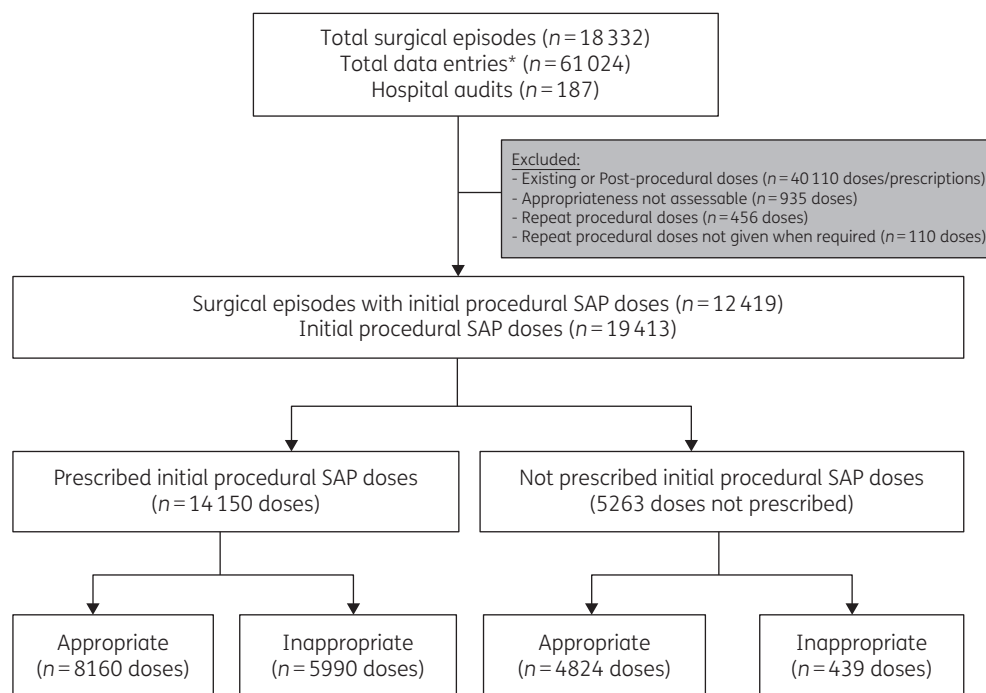 Total surgical episodes (n=18 332)
Total data entries* (n=61 024)
Hospital audits (n=187)
Excluded:
- Existing or Post-procedural doses (n=40 110 doses/prescriptions)
- Appropriateness not assessable (n=935 doses)
- Repeat procedural doses (n=456 doses)
- Repeat procedural doses not given when required (n=110 doses)
Surgical episodes with initial procedural SAP doses (n=12 419)
Initial procedural SAP doses (n=19 413)
Prescribed initial procedural SAP doses
(n=14 150 doses)
Not prescribed initial procedural SAP doses
(5263 doses not prescribed)
Appropriate
(n=8160 doses)
Inappropriate
(n=5990 doses)
Appropriate
(n=4824 doses)
Inappropriate
(n=439 doses)